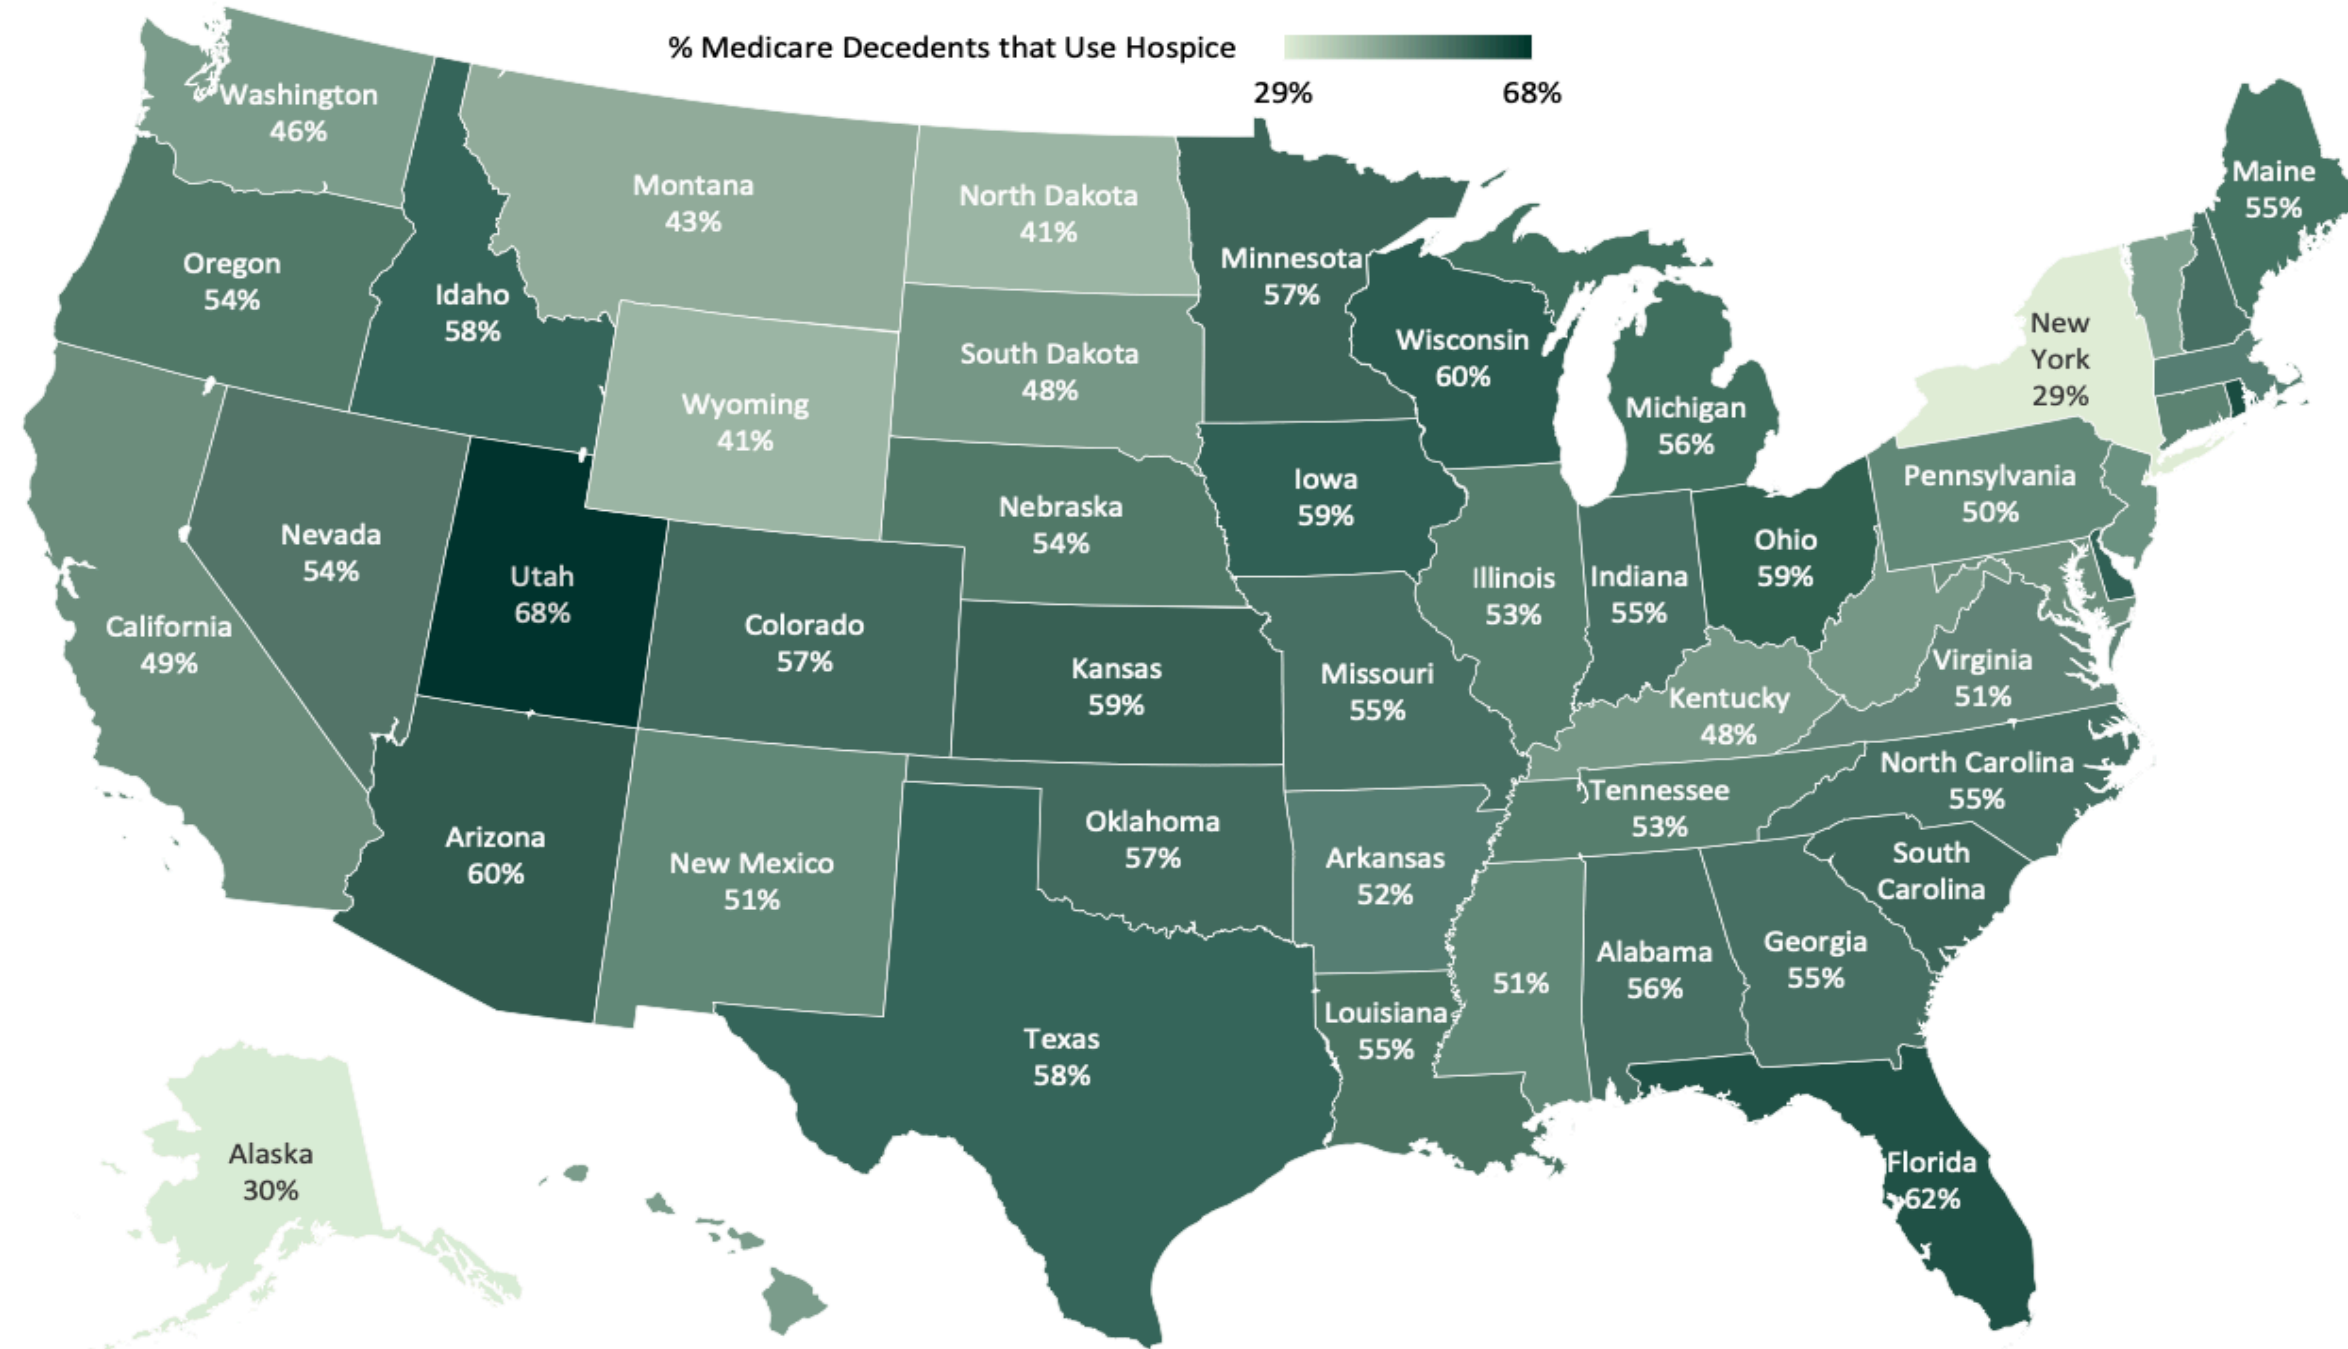 % Medicare Decedents that Use Hospice
29%
68%
Washington
46%
Montana
43%
North Dakota
41%
Minnesota
57%
Maine
55%
Oregon
54%
Idaho
58%
South Dakota
48%
Wisconsin
60%
New
York
29%
Wyoming
41%
Michigan
56%
Iowa
59%
Pennsylvania
50%
Nebraska
54%
Nevada
54%
Utah
68%
Ohio
59%
Illinois
53%
Indiana
55%
California
49%
Colorado
57%
Kansas
59%
Missouri
55%
Virginia
51%
Kentucky
48%
North Carolina
55%
Tennessee
53%
Arizona
60%
New Mexico
51%
Oklahoma
57%
Arkansas
52%
South
Carolina
51%
Alabama
56%
Georgia
55%
Louisiana
55%
Texas
58%
Alaska
30%
Florida
62%